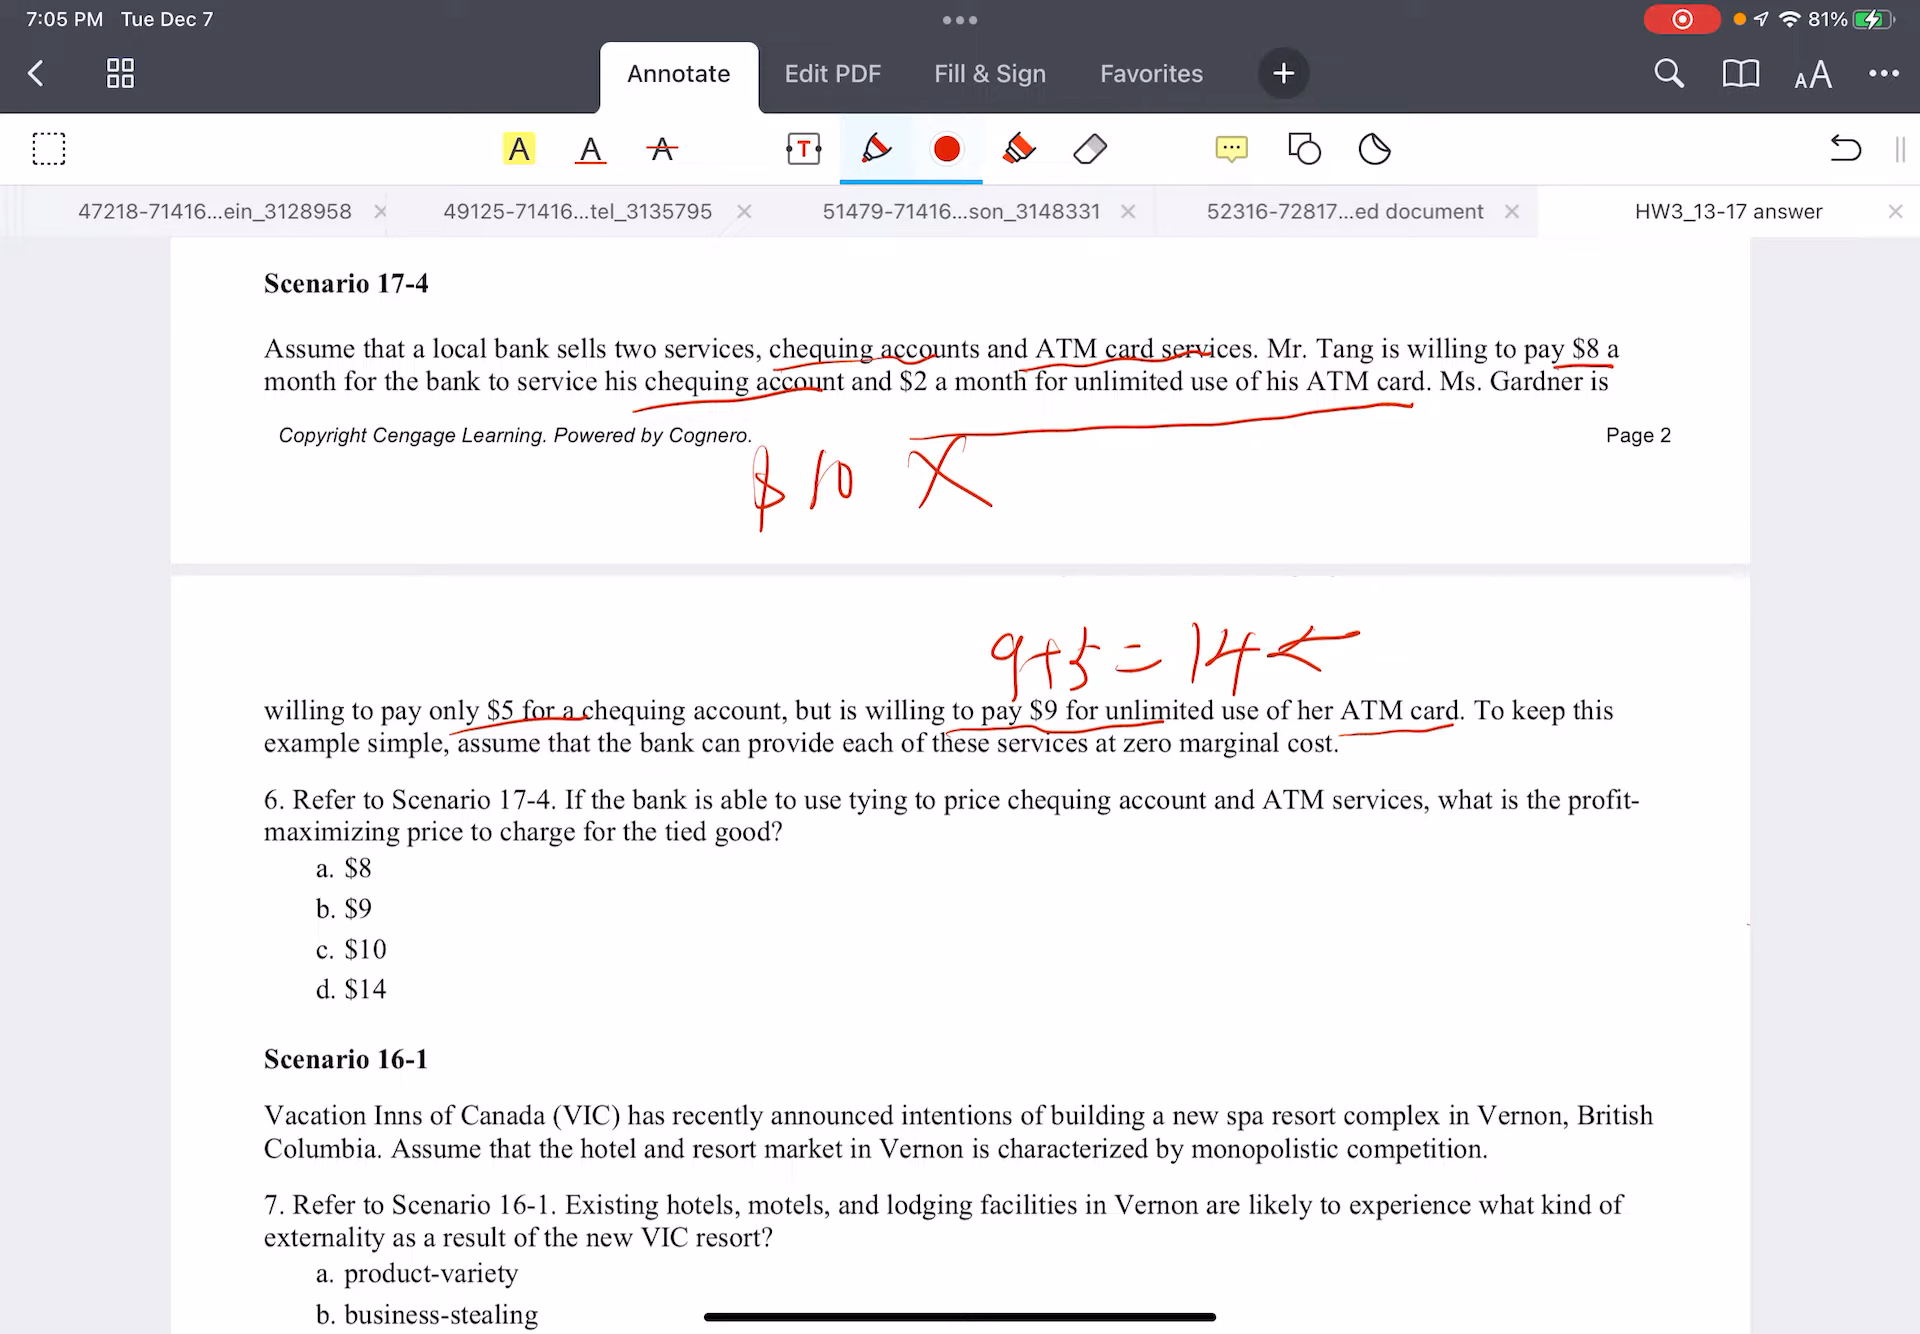 7:05 PM Tue Dec 7
81%
Annotate Edit PDF Fill & Sign Favorites
AA
A A A T
47218-71416...ein_3128958
49125-71416...tel_3135795
51479-71416...son_3148331
52316-72817...ed document
HW3_13-17 answer
Scenario 17-4
Assume that a local bank sells two services, chequing accounts and ATM card services. Mr. Tang is willing to pay $8 a
month for the bank to service his chequing account and $2 a month for unlimited use of his ATM card. Ms. Gardner is
Copyright Cengage Learning. Powered by Cognero.
Page 2
$ 10 X
9+5=14
willing to pay only $5 for a chequing account, but is willing to pay $9 for unlimited use of her ATM card. To keep this
example simple, assume that the bank can provide each of these services at zero marginal cost.
6. Refer to Scenario 17-4. If the bank is able to use tying to price chequing account and ATM services, what is the profit-
maximizing price to charge for the tied good?
a. $8
b. $9
c. $10
d. $14
Scenario 16-1
Vacation Inns of Canada (VIC) has recently announced intentions of building a new spa resort complex in Vernon, British
Columbia. Assume that the hotel and resort market in Vernon is characterized by monopolistic competition.
7. Refer to Scenario 16-1. Existing hotels, motels, and lodging facilities in Vernon are likely to experience what kind of
externality as a result of the new VIC resort?
a. product-variety
b. business-stealing